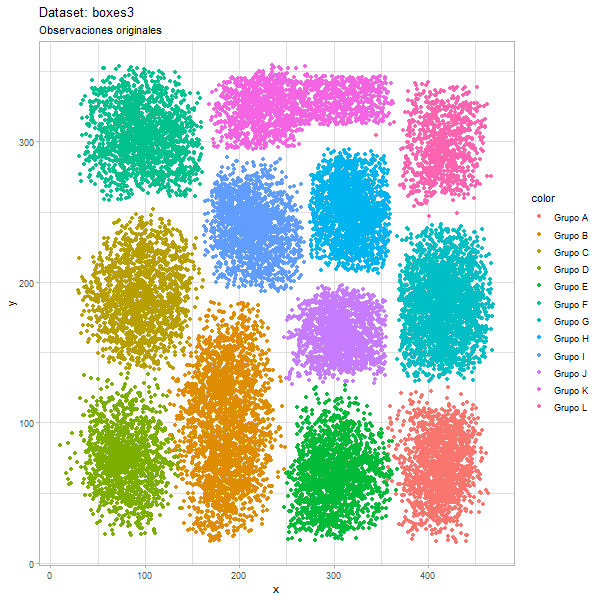 Dataset: boxes3
Observaciones originales
y
300
200
100
0
0 100 200 300 400
x
color
Grupo A
Grupo B
Grupo C
Grupo D
Grupo E
Grupo F
Grupo G
Grupo H
Grupo I
Grupo J
Grupo K
Grupo L